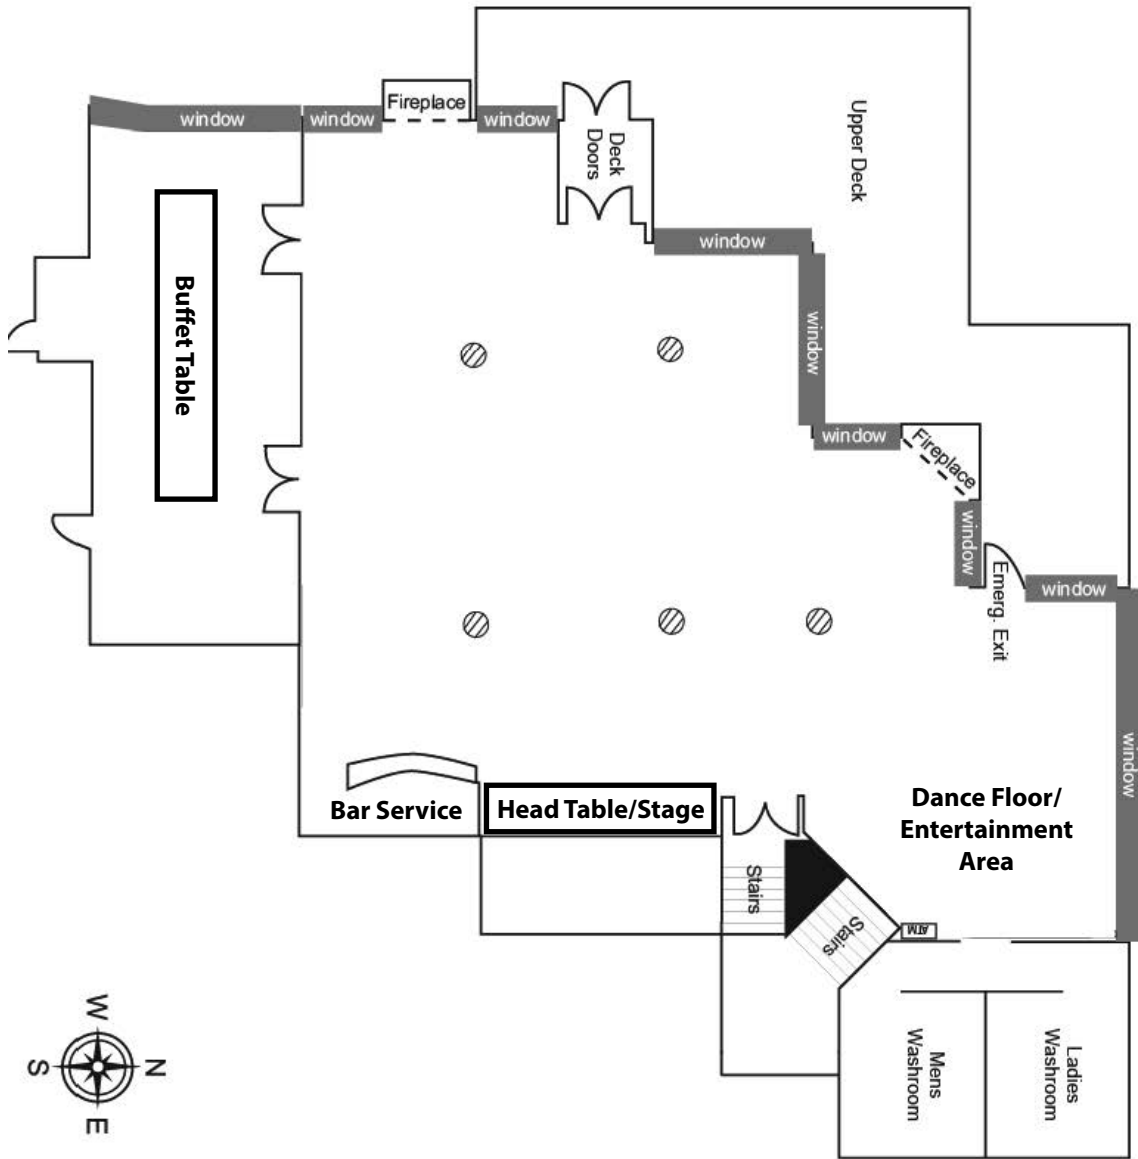 Fireplace
window
window
window
Deck
Doors
Upper Deck
window
Buffet Table
window
window
Fireplace
window
Emerg. Exit
window
window
Bar Service
Head Table/Stage
Dance Floor/
Entertainment
Area
Stairs
Stairs
ATM
Mens
Washroom
Ladies
Washroom
W
S
N
E